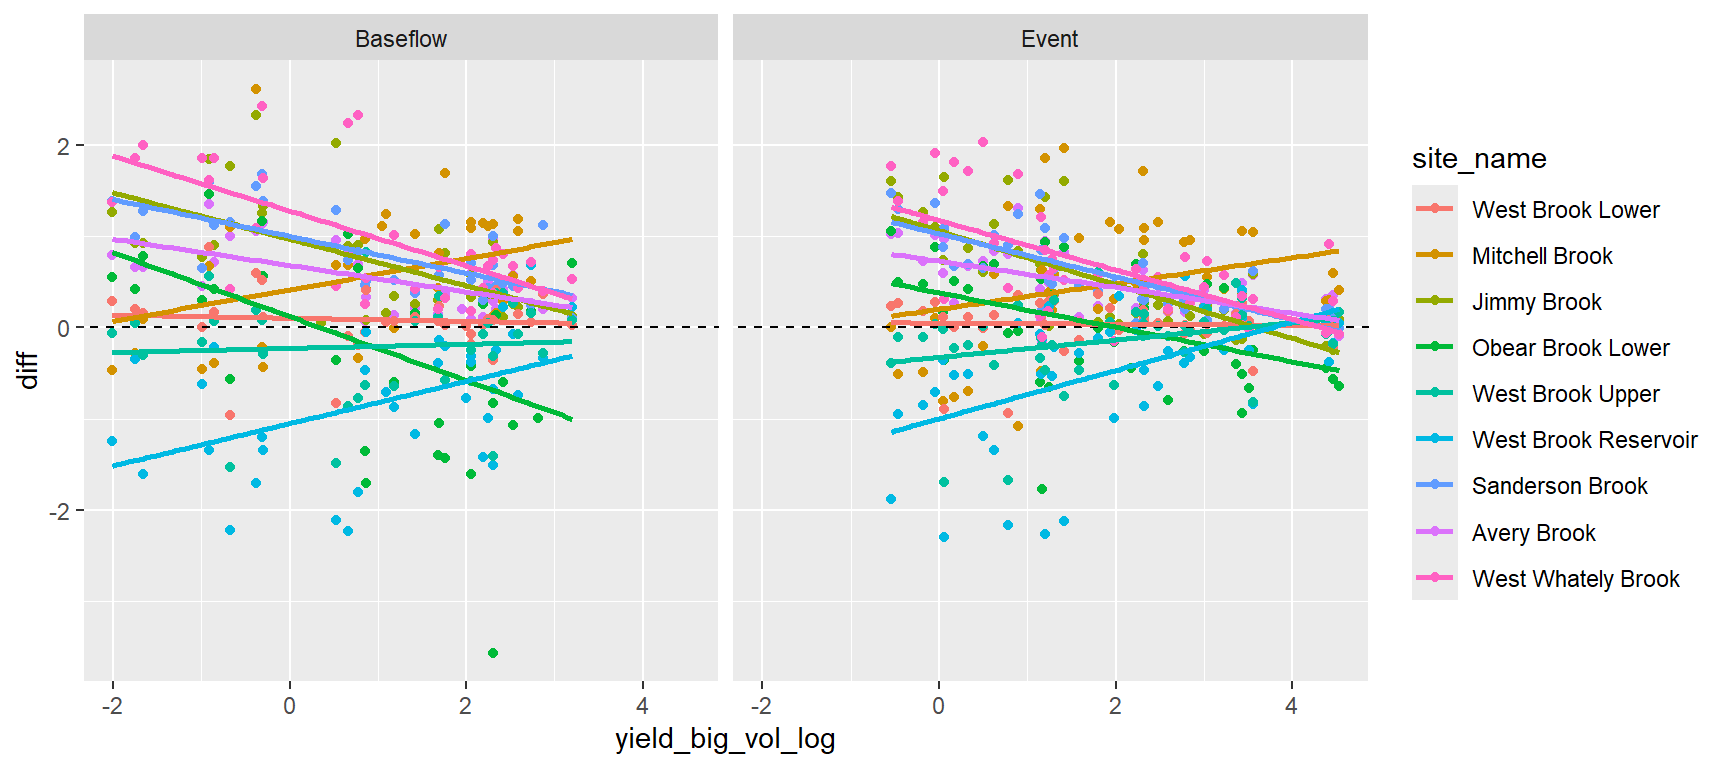 Baseflow
Event
2
0
-2
diff
-2
0
2
4
-2
0
2
4
yield_big_vol_log
site_name
West Brook Lower
Mitchell Brook
Jimmy Brook
Obear Brook Lower
West Brook Upper
West Brook Reservoir
Sanderson Brook
Avery Brook
West Whately Brook